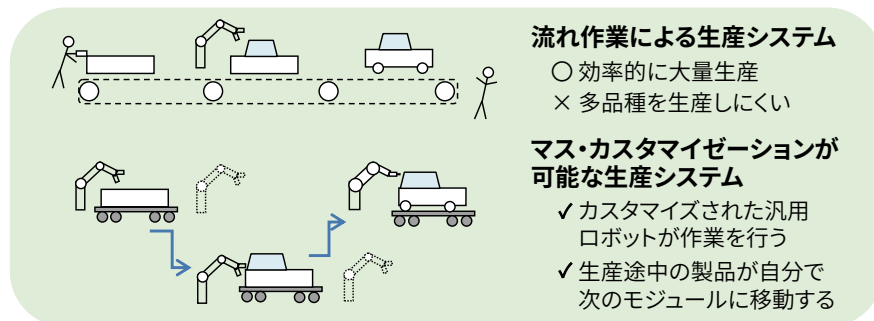 流れ作業による生産システム
○ 効率的に大量生産
× 多品種を生産しにくい
マス・カスタマイゼーションが
可能な生産システム
✓ カスタマイズされた汎用
ロボットが作業を行う
✓ 生産途中の製品が自分で
次のモジュールに移動する